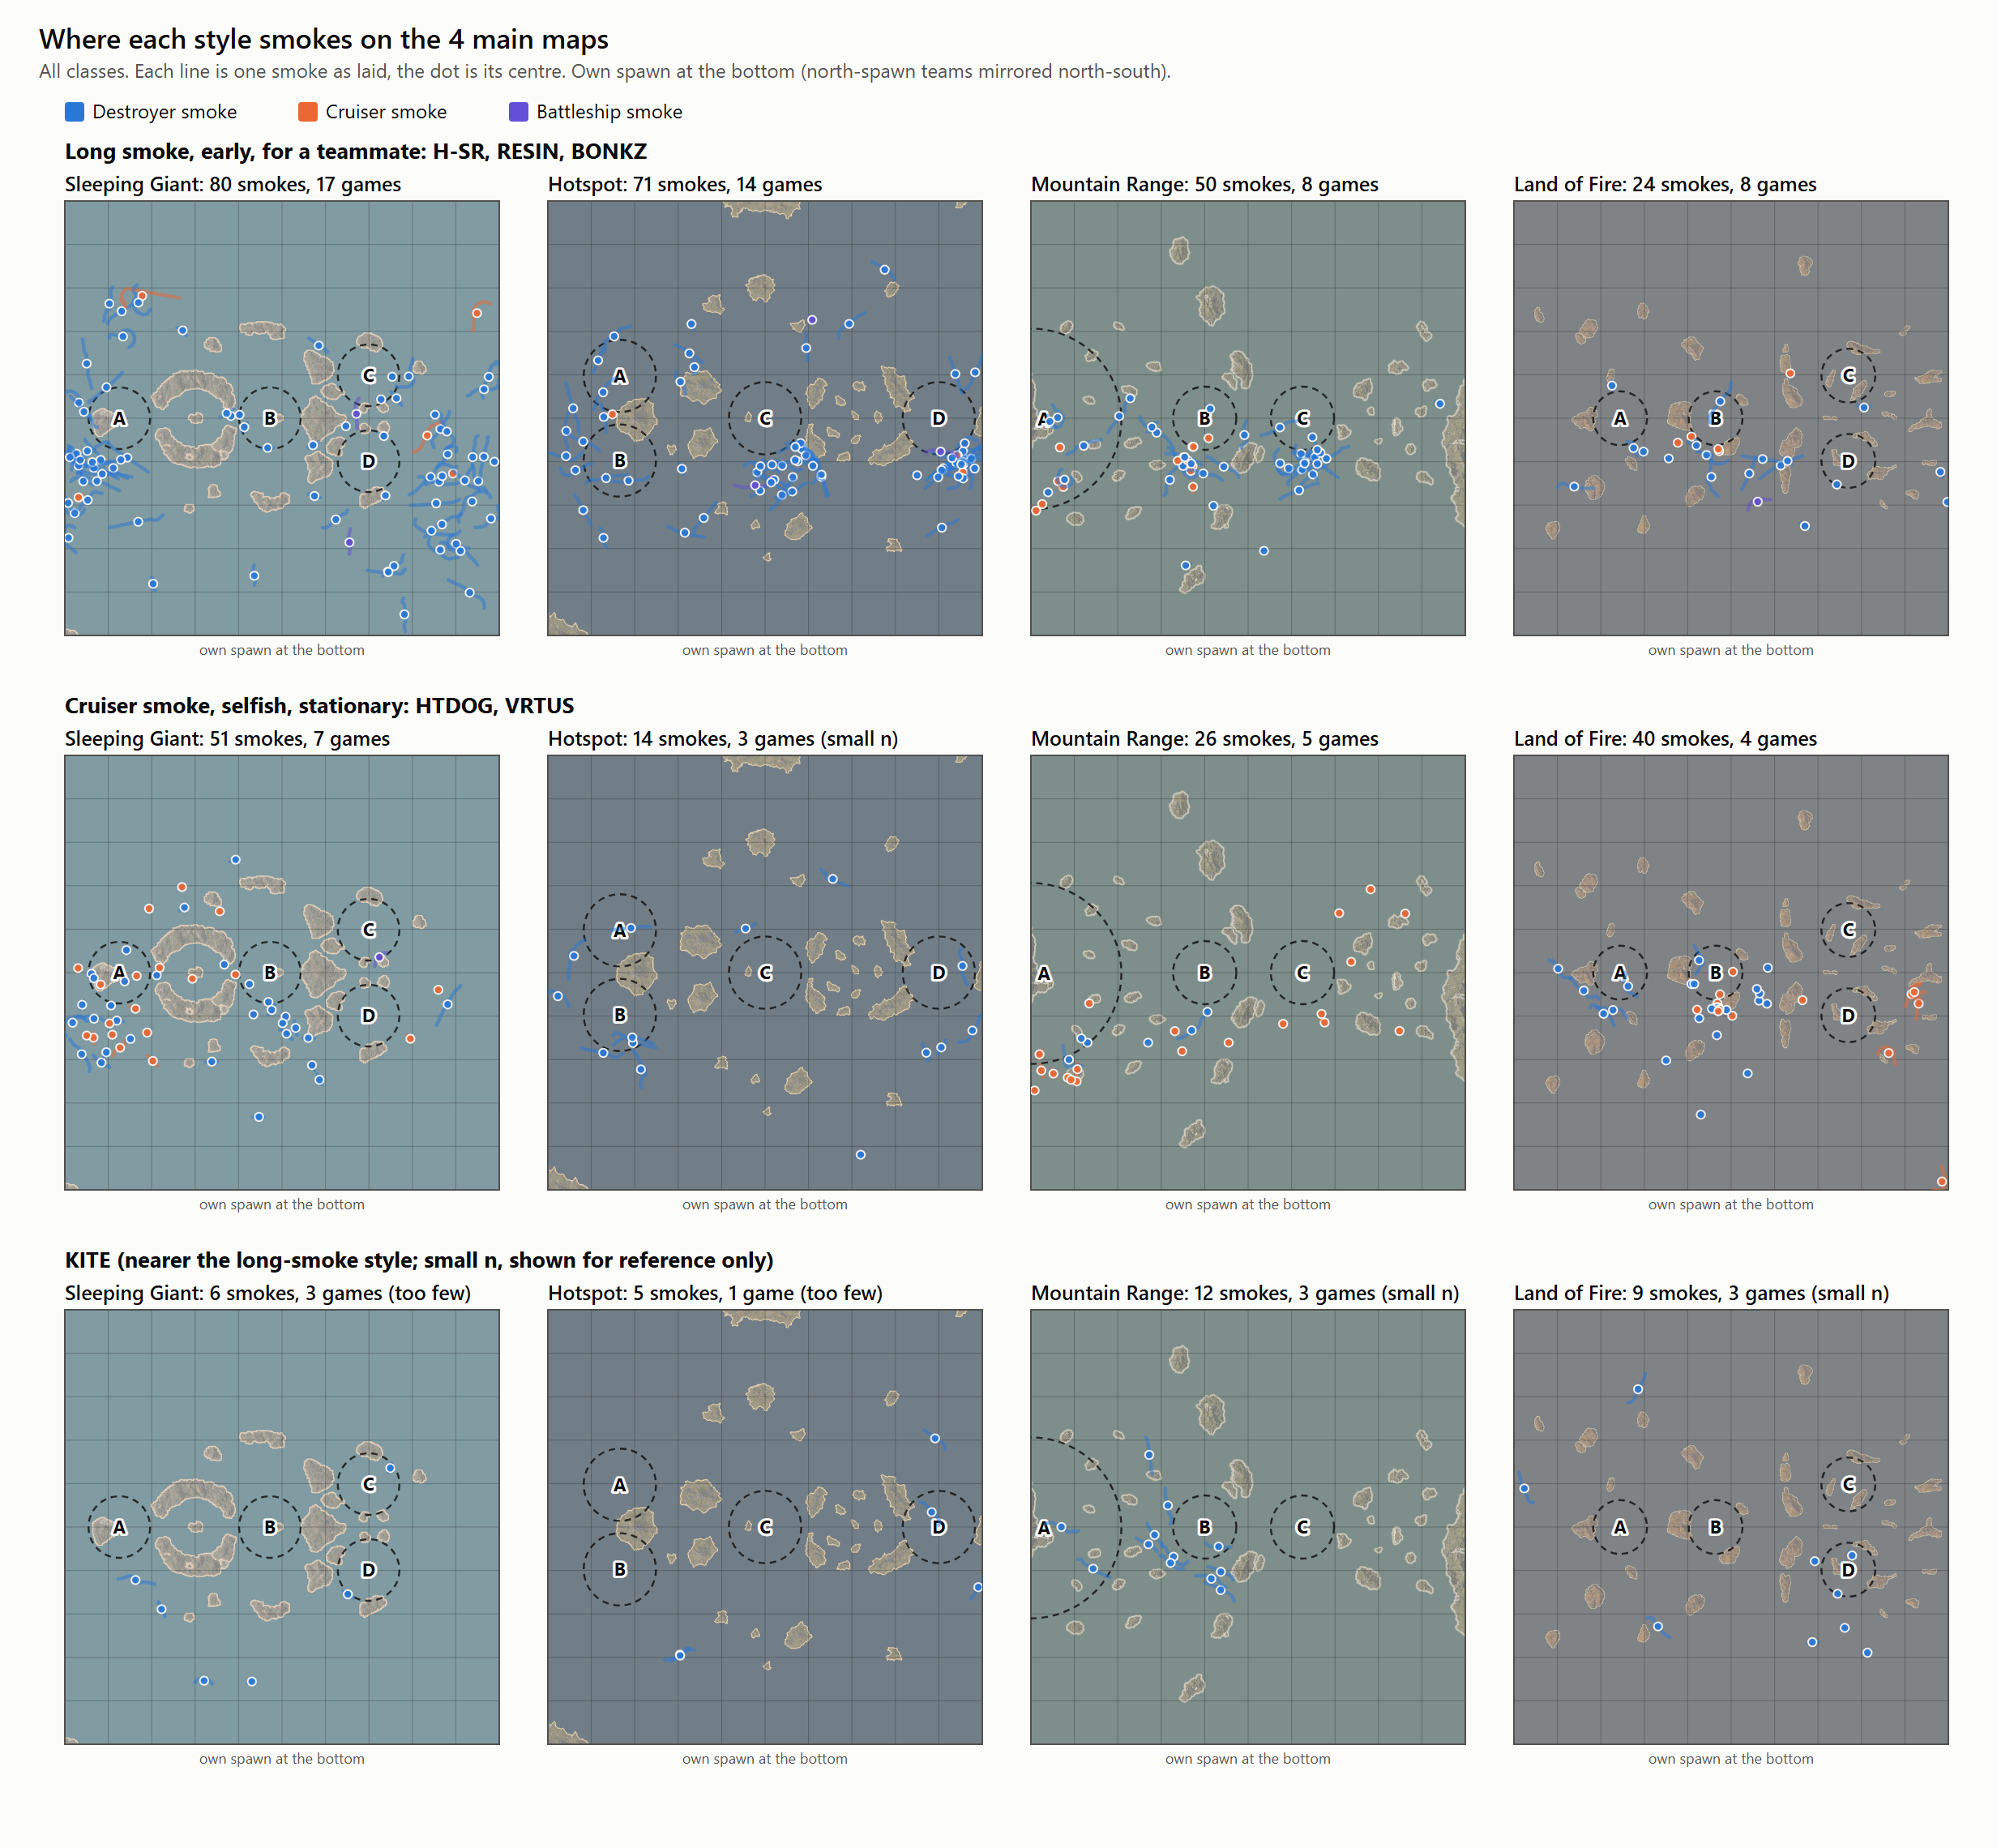 Where each style smokes on the 4 main maps
All classes. Each line is one smoke as laid, the dot is its centre. Own spawn at the bottom (north-spawn teams mirrored north-south).
Destroyer smoke
Cruiser smoke
Battleship smoke
Long smoke, early, for a teammate: H-SR, RESIN, BONKZ
Sleeping Giant: 80 smokes, 17 games
Hotspot: 71 smokes, 14 games
Mountain Range: 50 smokes, 8 games
Land of Fire: 24 smokes, 8 games
A
B
C
D
A
B
C
D
A
B
C
A
B
C
D
own spawn at the bottom
own spawn at the bottom
own spawn at the bottom
own spawn at the bottom
Cruiser smoke, selfish, stationary: HTDOG, VRTUS
Sleeping Giant: 51 smokes, 7 games
Hotspot: 14 smokes, 3 games (small n)
Mountain Range: 26 smokes, 5 games
Land of Fire: 40 smokes, 4 games
A
B
C
D
A
B
C
D
A
B
C
A
B
C
D
own spawn at the bottom
own spawn at the bottom
own spawn at the bottom
own spawn at the bottom
KITE (nearer the long-smoke style; small n, shown for reference only)
Sleeping Giant: 6 smokes, 3 games (too few)
Hotspot: 5 smokes, 1 game (too few)
Mountain Range: 12 smokes, 3 games (small n)
Land of Fire: 9 smokes, 3 games (small n)
A
B
C
D
A
B
C
D
A
B
C
A
B
C
D
own spawn at the bottom
own spawn at the bottom
own spawn at the bottom
own spawn at the bottom